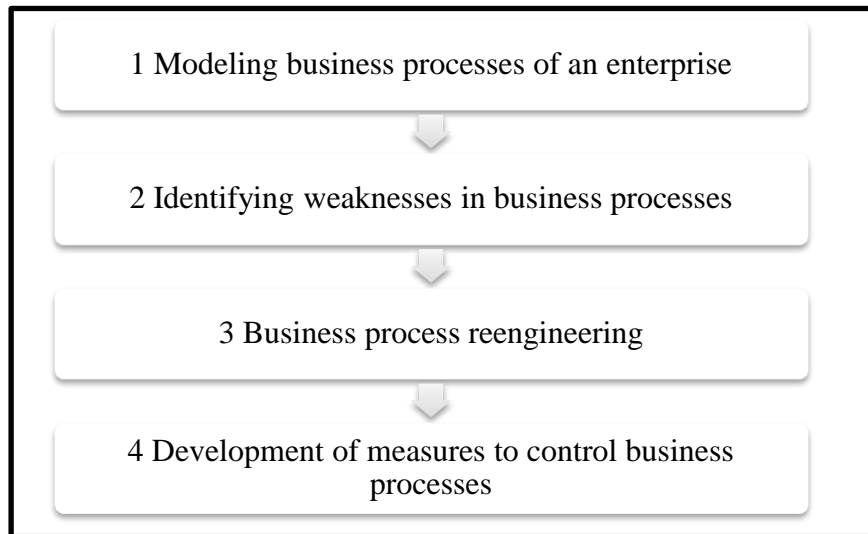 1 Modeling business processes of an enterprise
2 Identifying weaknesses in business processes
3 Business process reengineering
4 Development of measures to control business
processes